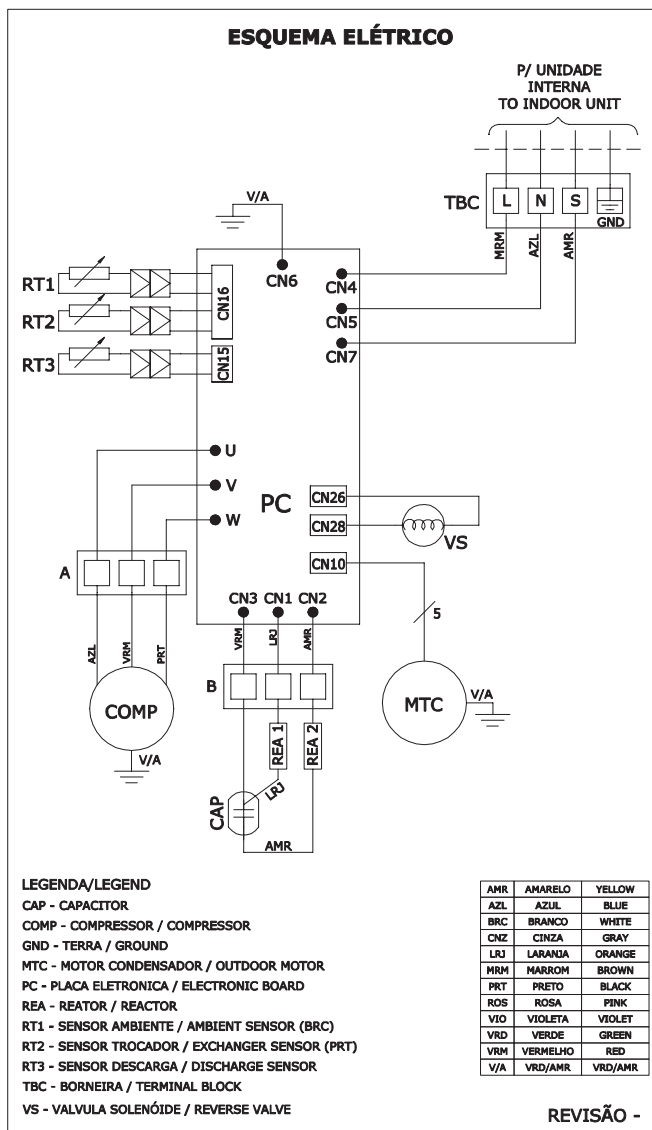 ESQUEMA ELÉTRICO
P/ UNIDADE
INTERNA
TO INDOOR UNIT
V/A
TBC
L
N
S
GND
MRM
AZL
AMR
CN6
CN4
CN5
CN7
RT1
RT2
RT3
CN16
CN15
U
V
W
PC
CN26
CN28
CN10
VS
A
CN3
CN1
CN2
5
AZL
VRM
PRT
VRM
LRJ
AMR
B
COMP
V/A
REA 1
REA 2
MTC
V/A
CAP
LRJ
AMR
LEGENDA/LEGEND
CAP - CAPACITOR
COMP - COMPRESSOR / COMPRESSOR
GND - TERRA / GROUND
MTC - MOTOR CONDENSADOR / OUTDOOR MOTOR
PC - PLACA ELETRONICA / ELECTRONIC BOARD
REA - REATOR / REACTOR
RT1 - SENSOR AMBIENTE / AMBIENT SENSOR (BRC)
RT2 - SENSOR TROCADOR / EXCHANGER SENSOR (PRT)
RT3 - SENSOR DESCARGA / DISCHARGE SENSOR
TBC - BORNEIRA / TERMINAL BLOCK
VS - VALVULA SOLENÓIDE / REVERSE VALVE
AMR AMARELO YELLOW
AZL AZUL BLUE
BRC BRANCO WHITE
CNZ CINZA GRAY
LRJ LARANJA ORANGE
MRM MARROM BROWN
PRT PRETO BLACK
ROS ROSA PINK
VIO VIOLETA VIOLET
VRD VERDE GREEN
VRM VERMELHO RED
V/A VRD/AMR VRD/AMR
REVISÃO -